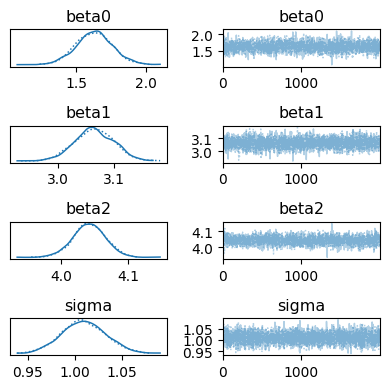 beta0 beta0
2.0
1.5
1.5 2.0 0 1000
beta1 beta1
3.1
3.0
3.0 3.1 0 1000
beta2 beta2
4.1
4.0
4.0 4.1 0 1000
sigma sigma
1.05
1.00
0.95
0.95 1.00 1.05 0 1000